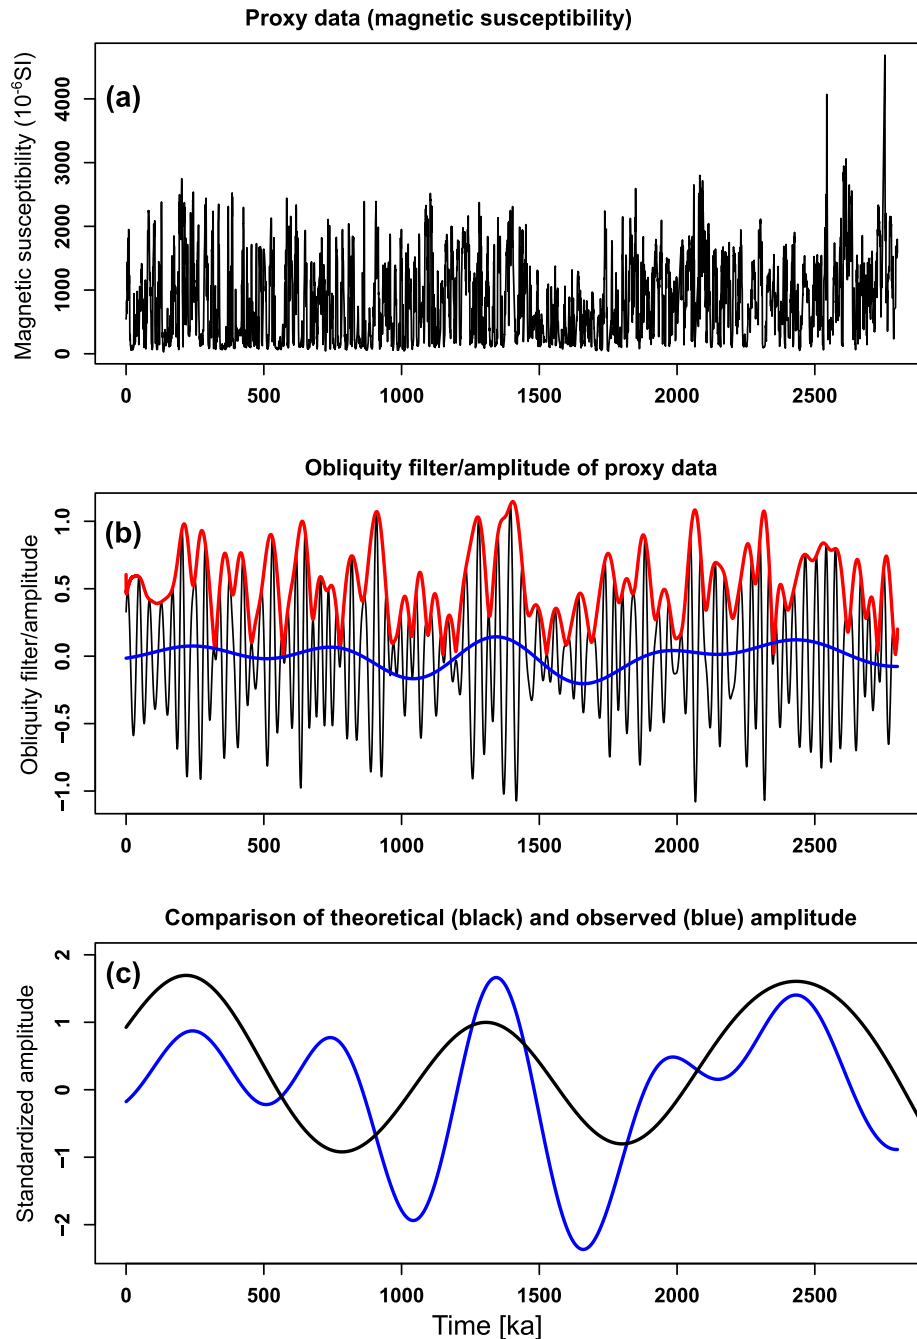 Proxy data (magnetic susceptibility)
Magnetic susceptibility (10⁻⁶SI)
(a)
4000
3000
2000
1000
0
0 500 1000 1500 2000 2500
Obliquity filter/amplitude of proxy data
Obliquity filter/amplitude
(b)
1.0
0.5
0.0
−0.5
−1.0
0 500 1000 1500 2000 2500
Comparison of theoretical (black) and observed (blue) amplitude
Standardized amplitude
(c)
2
1
0
−1
−2
0 500 1000 1500 2000 2500
Time [ka]